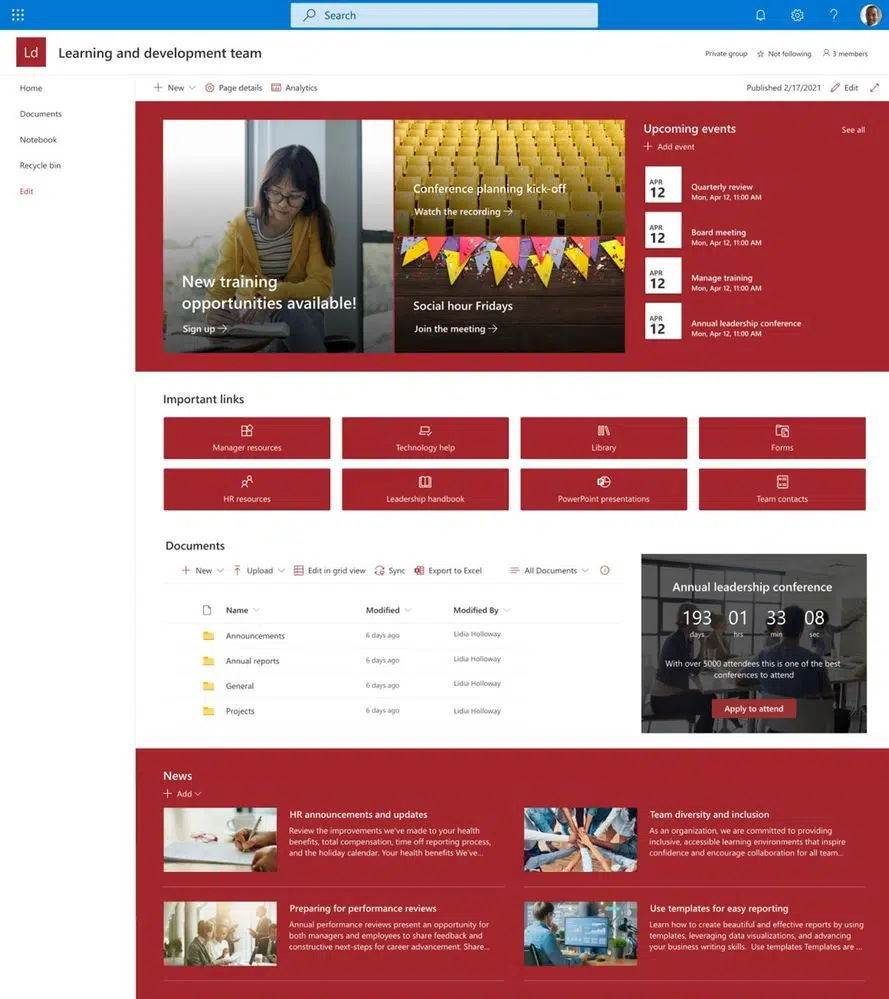 Search
Ld
Learning and development team
Private group
Not following
3 members
Home
Documents
Notebook
Recycle bin
Edit
New
Page details
Analytics
Published 2/17/2021
Edit
New training
opportunities available!
Sign up
Conference planning kick-off
Watch the recording
Social hour Fridays
Join the meeting
Upcoming events
See all
Add event
APR
12
Quarterly review
Mon, Apr 12, 11:00 AM
APR
12
Board meeting
Mon, Apr 12, 11:00 AM
APR
12
Manage training
Mon, Apr 12, 11:00 AM
APR
12
Annual leadership conference
Mon, Apr 12, 11:00 AM
Important links
Manager resources
Technology help
Library
Forms
HR resources
Leadership handbook
PowerPoint presentations
Team contacts
Documents
New
Upload
Edit in grid view
Sync
Export to Excel
All Documents
Name
Modified
Modified By
Announcements
6 days ago
Lidia Holloway
Annual reports
6 days ago
Lidia Holloway
General
6 days ago
Lidia Holloway
Projects
6 days ago
Lidia Holloway
Annual leadership conference
193 01 33 08
days hrs min sec
With over 5000 attendees this is one of the best
conferences to attend
Apply to attend
News
Add
HR announcements and updates
Review the improvements we've made to your health
benefits, total compensation, time off reporting process,
and the holiday calendar. Your health benefits We've...
Team diversity and inclusion
As an organization, we are committed to providing
inclusive, accessible learning environments that inspire
confidence and encourage collaboration for all team...
Preparing for performance reviews
Annual performance reviews present an opportunity for
both managers and employees to share feedback and
constructive next-steps for career advancement. Share...
Use templates for easy reporting
Learn how to create beautiful and effective reports by using
templates, leveraging data visualizations, and advancing
your business writing skills. Use templates Templates are ...